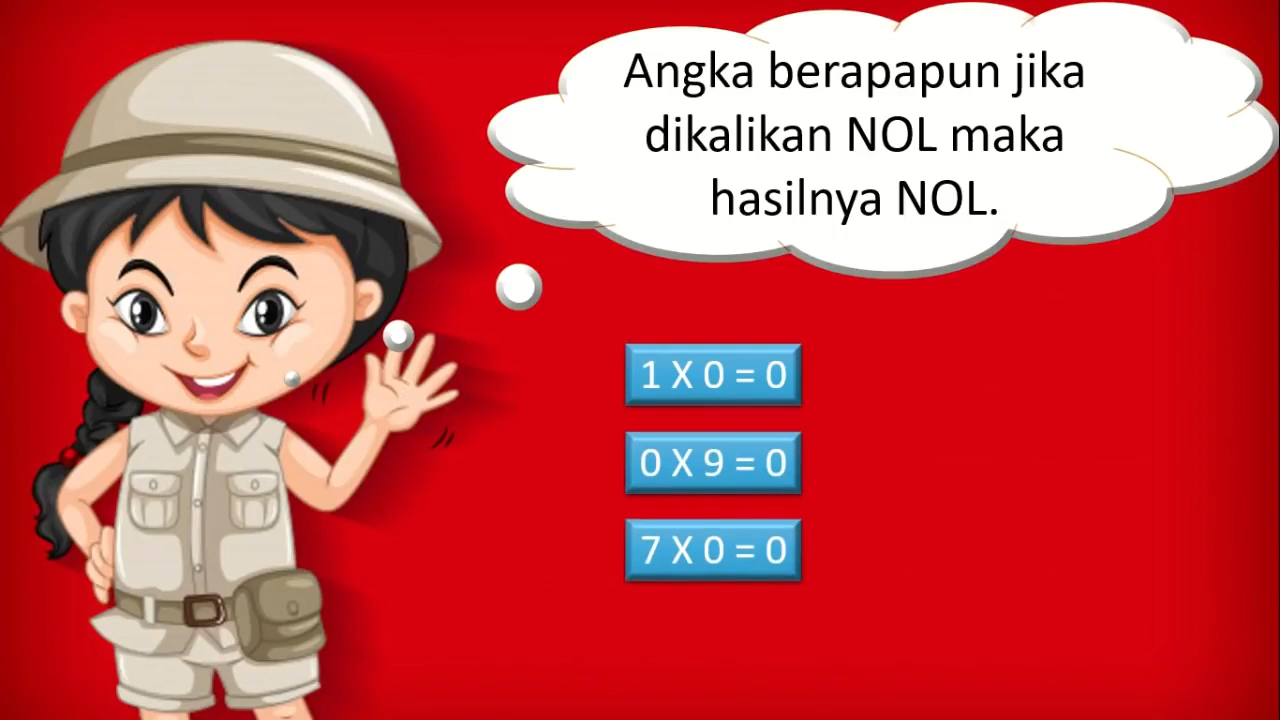 Angka berapapun jika
dikalikan NOL maka
hasilnya NOL.
1 X 0 = 0
0 X 9 = 0
7 X 0 = 0